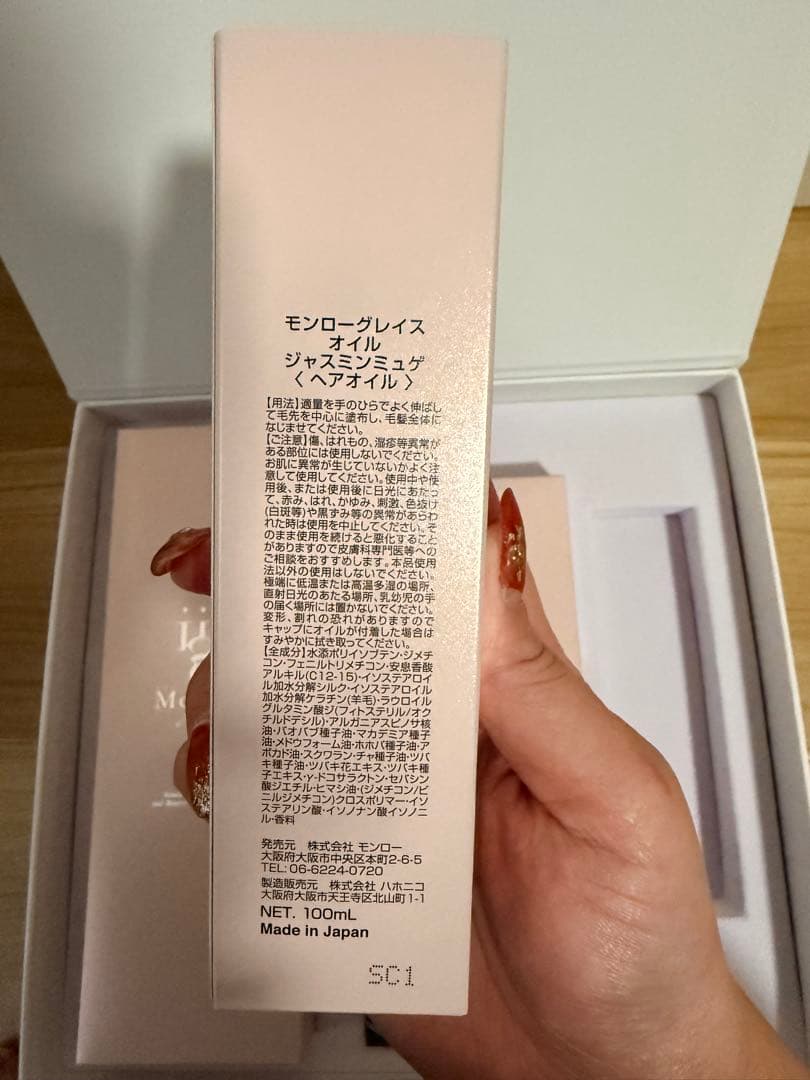 モンローグレイス
オイル
ジャスミンミュゲ
〈 ヘアオイル 〉
【用法】適量を手のひらでよく伸ばし
て毛先を中心に塗布し、毛髪全体に
なじませてください。
【ご注意】傷、はれもの、湿疹等異常が
ある部位には使用しないでください。
お肌に異常が生じていないかよく注
意して使用してください。使用中や使
用後、または使用後に日光にあたっ
て、赤み、はれ、かゆみ、刺激、色抜け
(白斑等)や黒ずみ等の異常があらわ
れた時は使用を中止してください。そ
のまま使用を続けると悪化すること
がありますので皮膚科専門医等への
ご相談をおすすめします。本品使用
法以外の使用はしないでください。
極端に低温または高温多湿の場所、
直射日光のあたる場所、乳幼児の手
の届く場所には置かないでください。
変形、割れの恐れがありますので
キャップにオイルが付着した場合は
すみやかに拭き取ってください。
【全成分】水添ポリイソブテン・ジメチ
コン・フェニルトリメチコン・安息香酸
アルキル(C12-15)・イソステアロイ
ル加水分解シルク・イソステアロイル
加水分解ケラチン(羊毛)・ラウロイル
グルタミン酸ジ(フィトステリル/オク
チルドデシル)・アルガニアスピノサ核
油・バオバブ種子油・マカデミア種子
油・メドウフォーム油・ホホバ種子油・ア
ボカド油・スクワラン・チャ種子油・ツバ
キ種子油・ツバキ花エキス・ツバキ種
子エキス・γ-ドコサラクトン・セバシン
酸ジエチル・ヒマシ油・(ジメチコン/ビ
ニルジメチコン)クロスポリマー・イソ
ステアリン酸・イソノナン酸イソノニ
ル・香料
発売元 株式会社 モンロー
大阪府大阪市中央区本町2-6-5
TEL: 06-6224-0720
製造販売元 株式会社 ハホニコ
大阪府大阪市天王寺区北山町1-1
NET. 100mL
Made in Japan
SC1